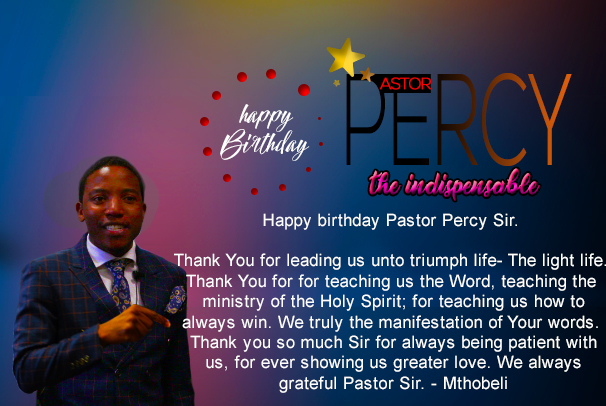 happy
Birthday
PASTOR
PERCY
the indispensable
Happy birthday Pastor Percy Sir.
Thank You for leading us unto triumph life- The light life.
Thank You for for teaching us the Word, teaching the
ministry of the Holy Spirit; for teaching us how to
always win. We truly the manifestation of Your words.
Thank you so much Sir for always being patient with
us, for ever showing us greater love. We always
grateful Pastor Sir. - Mthobeli